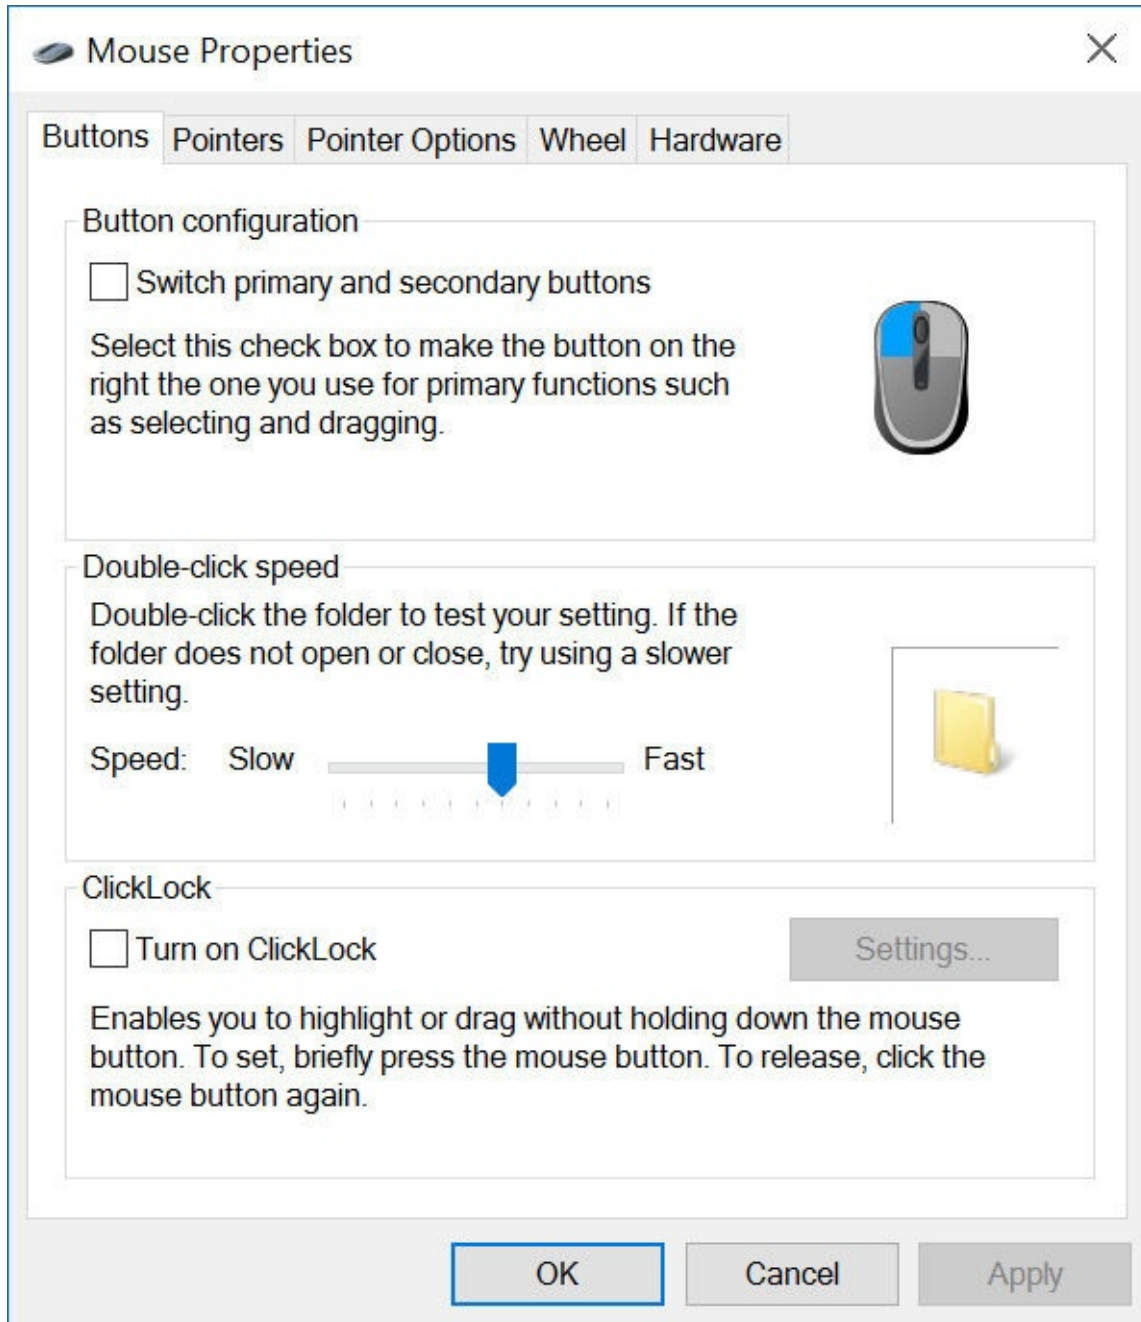 Mouse Properties
Buttons Pointers Pointer Options Wheel Hardware
Button configuration
Switch primary and secondary buttons
Select this check box to make the button on the
right the one you use for primary functions such
as selecting and dragging.
Double-click speed
Double-click the folder to test your setting. If the
folder does not open or close, try using a slower
setting.
Speed: Slow Fast
ClickLock
Turn on ClickLock Settings...
Enables you to highlight or drag without holding down the mouse
button. To set, briefly press the mouse button. To release, click the
mouse button again.
OK Cancel Apply